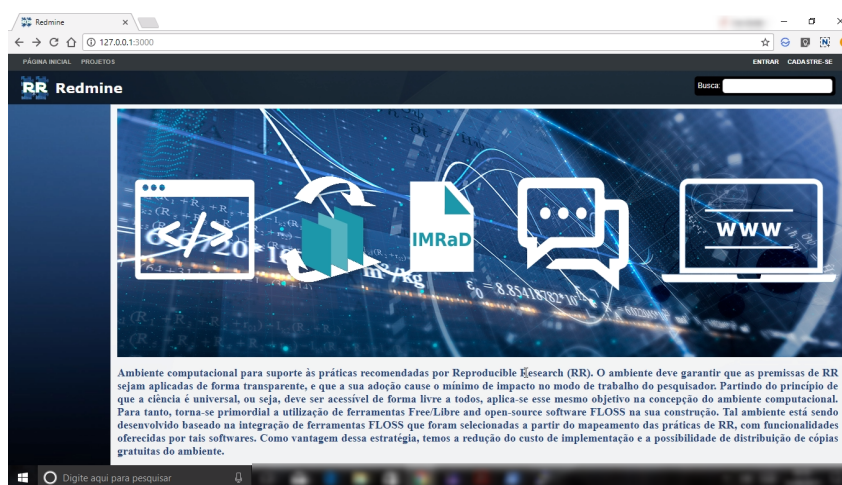 Redmine
127.0.0.1:3000
PÁGINA INICIAL PROJETOS ENTRAR CADASTRE-SE
RR Redmine Busca:
</>
IMRaD
www
m²/kg
ε₀ = 8.85418782*10
Ambiente computacional para suporte às práticas recomendadas por Reproducible Research (RR). O ambiente deve garantir que as premissas de RR
sejam aplicadas de forma transparente, e que a sua adoção cause o mínimo de impacto no modo de trabalho do pesquisador. Partindo do princípio de
que a ciência é universal, ou seja, deve ser acessível de forma livre a todos, aplica-se esse mesmo objetivo na concepção do ambiente computacional.
Para tanto, torna-se primordial a utilização de ferramentas Free/Libre and open-source software FLOSS na sua construção. Tal ambiente está sendo
desenvolvido baseado na integração de ferramentas FLOSS que foram selecionadas a partir do mapeamento das práticas de RR, com funcionalidades
oferecidas por tais softwares. Como vantagem dessa estratégia, temos a redução do custo de implementação e a possibilidade de distribuição de cópias
gratuitas do ambiente.
Digite aqui para pesquisar